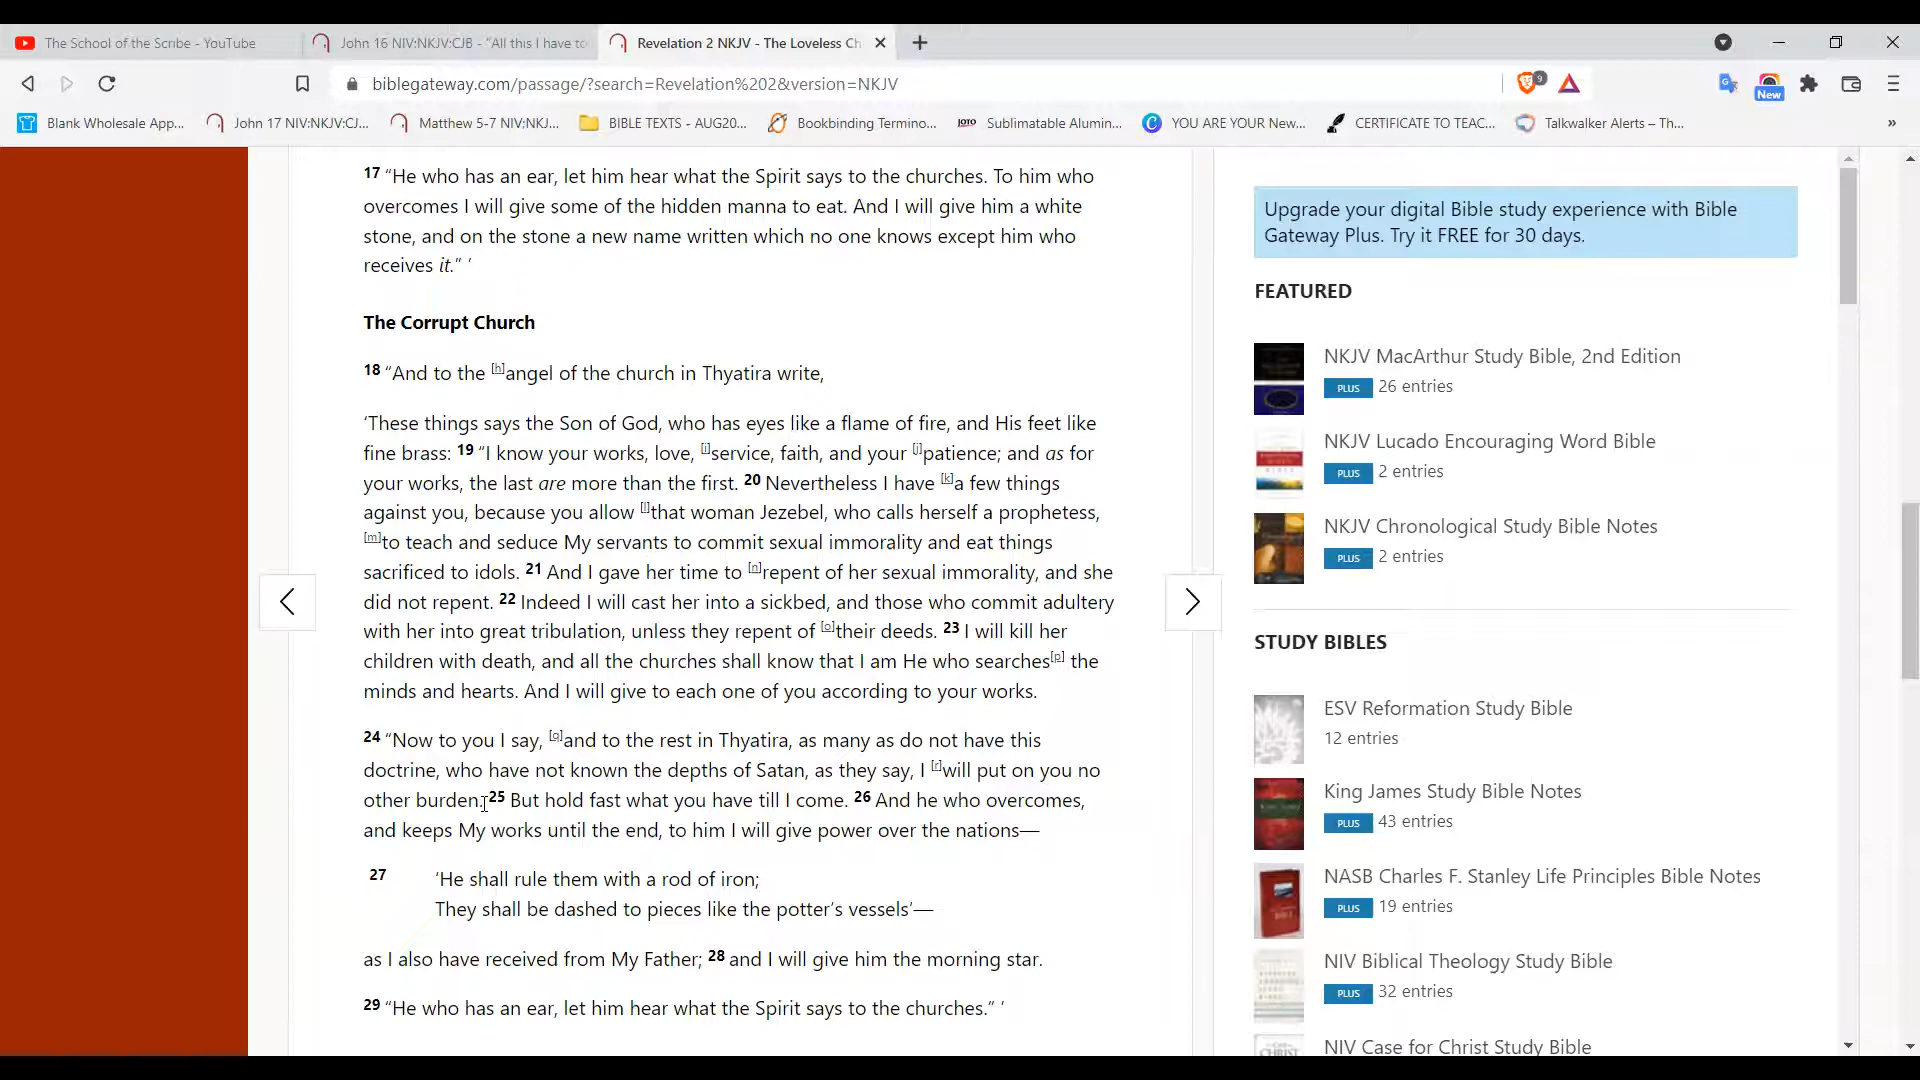 The School of the Scribe - YouTube
John 16 NIV;NKJV;CJB - “All this I have to
Revelation 2 NKJV - The Loveless Ch
biblegateway.com/passage/?search=Revelation%202&version=NKJV
9
New
Blank Wholesale App...
John 17 NIV;NKJV;CJ...
Matthew 5-7 NIV;NKJ...
BIBLE TEXTS - AUG20...
Bookbinding Termino...
Sublimatable Alumin...
YOU ARE YOUR New...
CERTIFICATE TO TEAC...
Talkwalker Alerts – Th...
»
17 “He who has an ear, let him hear what the Spirit says to the churches. To him who
overcomes I will give some of the hidden manna to eat. And I will give him a white
stone, and on the stone a new name written which no one knows except him who
receives it.” ’
The Corrupt Church
18 “And to the [h]angel of the church in Thyatira write,
‘These things says the Son of God, who has eyes like a flame of fire, and His feet like
fine brass: 19 “I know your works, love, [i]service, faith, and your [j]patience; and as for
your works, the last are more than the first. 20 Nevertheless I have [k]a few things
against you, because you allow [l]that woman Jezebel, who calls herself a prophetess,
[m]to teach and seduce My servants to commit sexual immorality and eat things
sacrificed to idols. 21 And I gave her time to [n]repent of her sexual immorality, and she
did not repent. 22 Indeed I will cast her into a sickbed, and those who commit adultery
with her into great tribulation, unless they repent of [o]their deeds. 23 I will kill her
children with death, and all the churches shall know that I am He who searches[p] the
minds and hearts. And I will give to each one of you according to your works.
24 “Now to you I say, [q]and to the rest in Thyatira, as many as do not have this
doctrine, who have not known the depths of Satan, as they say, I [r]will put on you no
other burden. 25 But hold fast what you have till I come. 26 And he who overcomes,
and keeps My works until the end, to him I will give power over the nations—
27 ‘He shall rule them with a rod of iron;
They shall be dashed to pieces like the potter’s vessels’—
as I also have received from My Father; 28 and I will give him the morning star.
29 “He who has an ear, let him hear what the Spirit says to the churches.” ’
Upgrade your digital Bible study experience with Bible
Gateway Plus. Try it FREE for 30 days.
FEATURED
NKJV MacArthur Study Bible, 2nd Edition
PLUS 26 entries
NKJV Lucado Encouraging Word Bible
PLUS 2 entries
NKJV Chronological Study Bible Notes
PLUS 2 entries
STUDY BIBLES
ESV Reformation Study Bible
12 entries
King James Study Bible Notes
PLUS 43 entries
NASB Charles F. Stanley Life Principles Bible Notes
PLUS 19 entries
NIV Biblical Theology Study Bible
PLUS 32 entries
NIV Case for Christ Study Bible